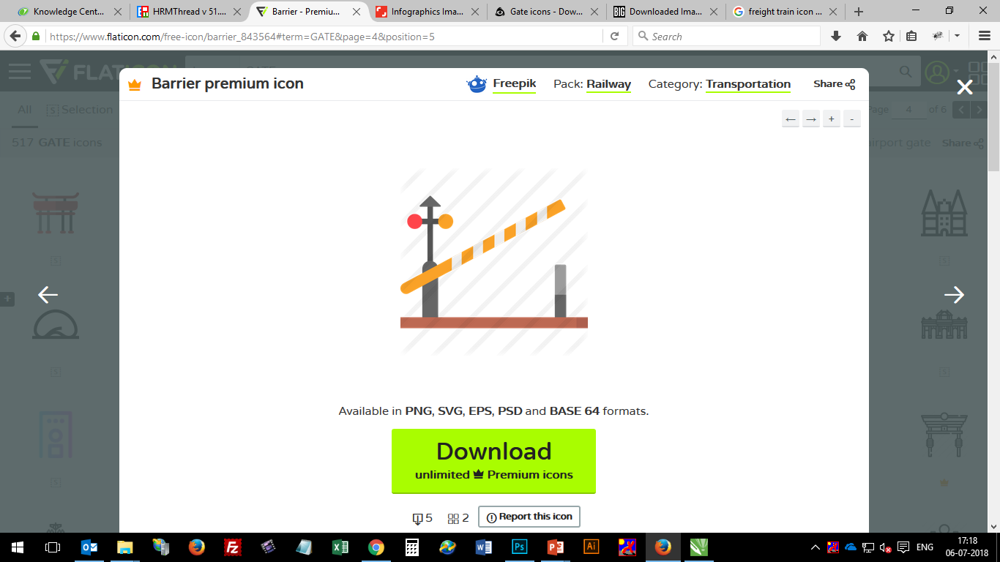 Knowledge Cent...
HRMThread v 51....
Barrier - Premiu...
Infographics Ima...
Gate icons - Dow...
Downloaded Ima...
freight train icon ...
https://www.flaticon.com/free-icon/barrier_843564#term=GATE&page=4&position=5
Search
FLATICON
Barrier premium icon
Freepik
Pack: Railway
Category: Transportation
Share
All
Selection
Page 4 of 6
517 GATE icons
airport gate
Share
Available in PNG, SVG, EPS, PSD and BASE 64 formats.
Download
unlimited Premium icons
5
2
Report this icon
ENG
17:18
06-07-2018